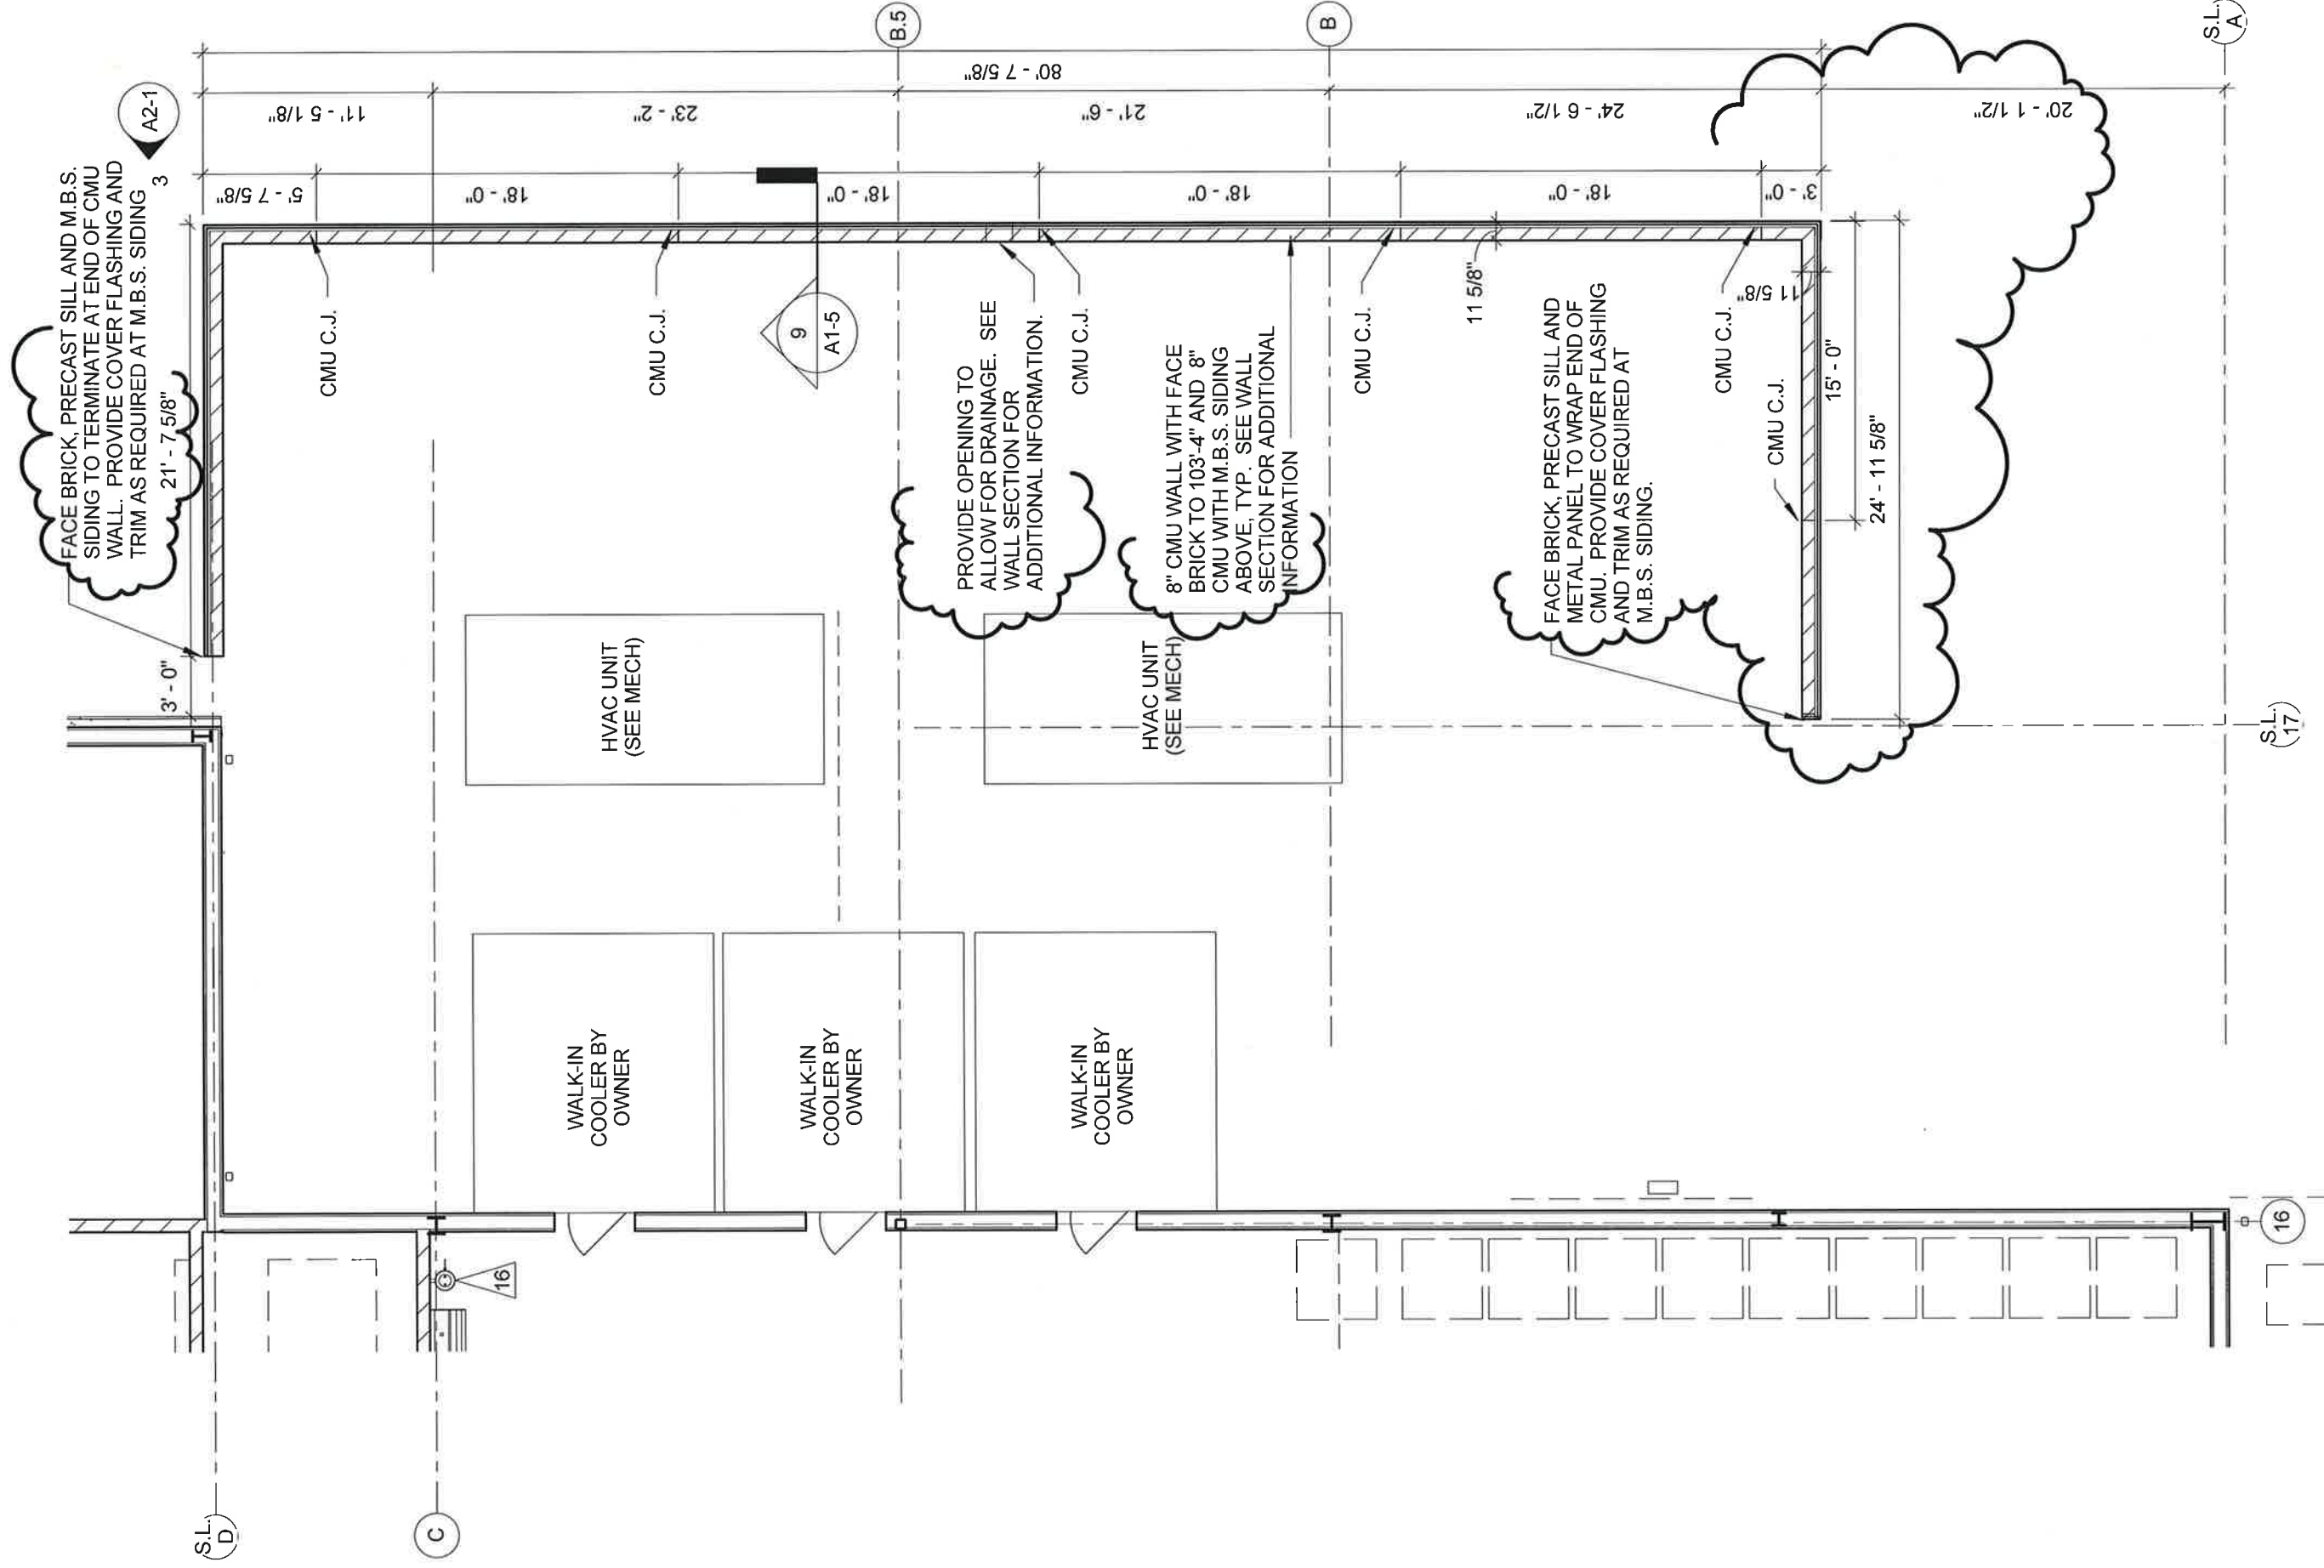 FACE BRICK, PRECAST SILL AND M.B.S.
SIDING TO TERMINATE AT END OF CMU
WALL. PROVIDE COVER FLASHING AND
TRIM AS REQUIRED AT M.B.S. SIDING
21' - 7 5/8"
3' - 0"
A2-1
3
11' - 5 1/8"
23' - 2"
80' - 7 5/8"
21' - 6"
24' - 6 1/2"
20' - 1 1/2"
5' - 7 5/8"
18' - 0"
18' - 0"
18' - 0"
18' - 0"
3' - 0"
B.5
B
S.L.
A
CMU C.J.
CMU C.J.
9
A1-5
PROVIDE OPENING TO
ALLOW FOR DRAINAGE. SEE
WALL SECTION FOR
ADDITIONAL INFORMATION.
CMU C.J.
8" CMU WALL WITH FACE
BRICK TO 103'-4" AND 8"
CMU WITH M.B.S. SIDING
ABOVE, TYP. SEE WALL
SECTION FOR ADDITIONAL
INFORMATION
CMU C.J.
11 5/8"
FACE BRICK, PRECAST SILL AND
METAL PANEL TO WRAP END OF
CMU. PROVIDE COVER FLASHING
AND TRIM AS REQUIRED AT
M.B.S. SIDING.
CMU C.J.
11 5/8"
CMU C.J.
15' - 0"
24' - 11 5/8"
HVAC UNIT
(SEE MECH)
HVAC UNIT
(SEE MECH)
S.L.
17
WALK-IN
COOLER BY
OWNER
WALK-IN
COOLER BY
OWNER
WALK-IN
COOLER BY
OWNER
16
16
S.L.
D
C